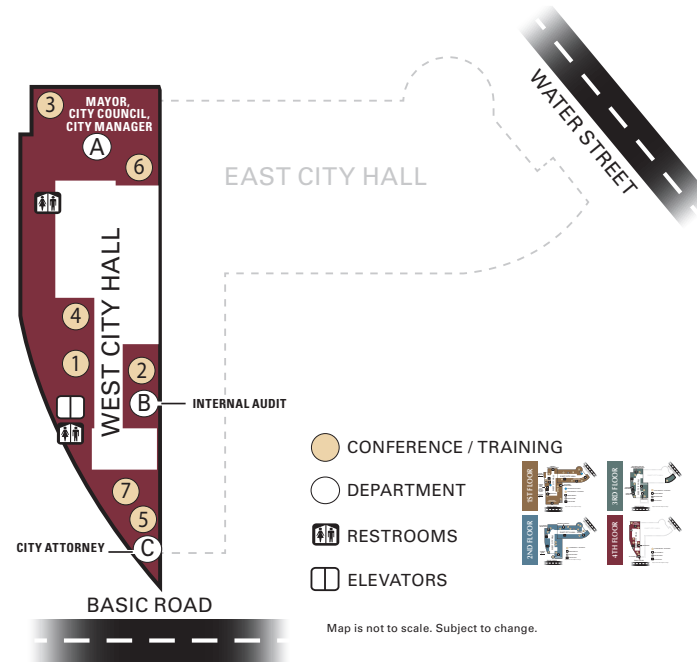 3
MAYOR,
CITY COUNCIL,
CITY MANAGER
A
6
WATER STREET
EAST CITY HALL
WEST CITY HALL
4
1
2
B
INTERNAL AUDIT
7
5
CITY ATTORNEY
C
BASIC ROAD
CONFERENCE / TRAINING
DEPARTMENT
RESTROOMS
ELEVATORS
1ST FLOOR
3RD FLOOR
2ND FLOOR
4TH FLOOR
Map is not to scale. Subject to change.